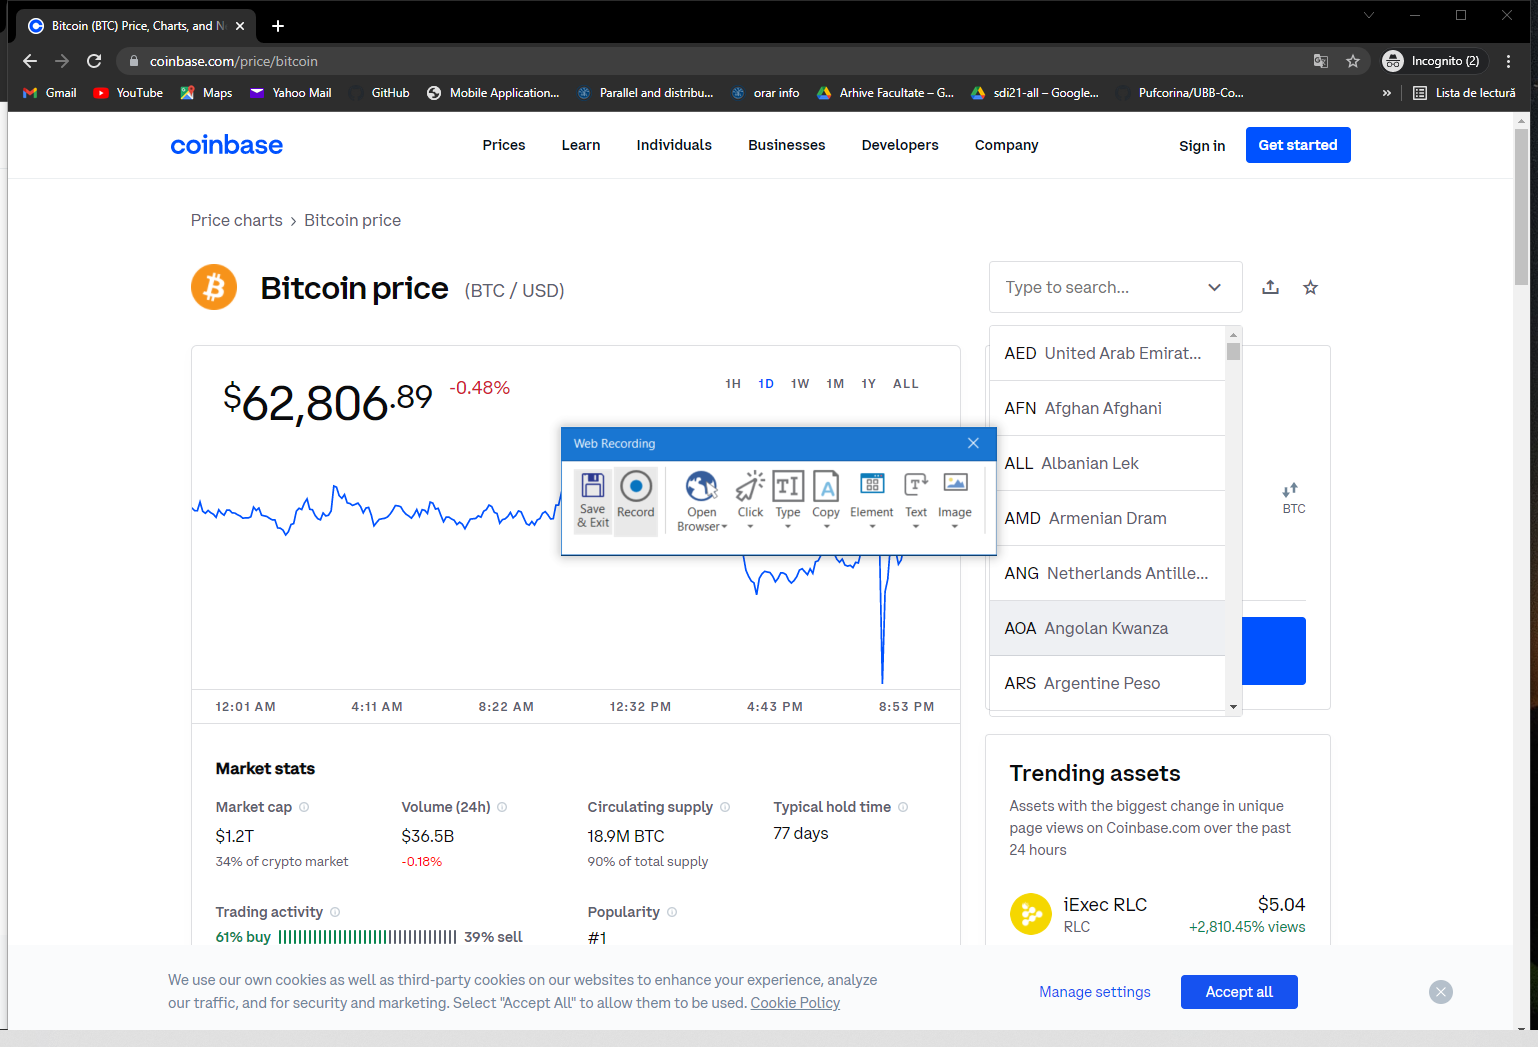 Bitcoin (BTC) Price, Charts, and N
coinbase.com/price/bitcoin
Incognito (2)
Gmail
YouTube
Maps
Yahoo Mail
GitHub
Mobile Application...
Parallel and distribu...
orar info
Arhive Facultate – G...
sdi21-all – Google...
Pufcorina/UBB-Co...
»
Lista de lectură
coinbase
Prices
Learn
Individuals
Businesses
Developers
Company
Sign in
Get started
Price charts > Bitcoin price
Bitcoin price (BTC / USD)
Type to search...
$62,806.89 -0.48%
1H 1D 1W 1M 1Y ALL
AED United Arab Emirat...
AFN Afghan Afghani
ALL Albanian Lek
AMD Armenian Dram
ANG Netherlands Antille...
AOA Angolan Kwanza
ARS Argentine Peso
BTC
Web Recording
Save & Exit
Record
Open Browser
Click
Type
Copy
Element
Text
Image
12:01 AM 4:11 AM 8:22 AM 12:32 PM 4:43 PM 8:53 PM
Market stats
Market cap
$1.2T
34% of crypto market
Volume (24h)
$36.5B
-0.18%
Circulating supply
18.9M BTC
90% of total supply
Typical hold time
77 days
Trading activity
61% buy 39% sell
Popularity
#1
Trending assets
Assets with the biggest change in unique
page views on Coinbase.com over the past
24 hours
iExec RLC $5.04
RLC +2,810.45% views
We use our own cookies as well as third-party cookies on our websites to enhance your experience, analyze
our traffic, and for security and marketing. Select "Accept All" to allow them to be used. Cookie Policy
Manage settings
Accept all